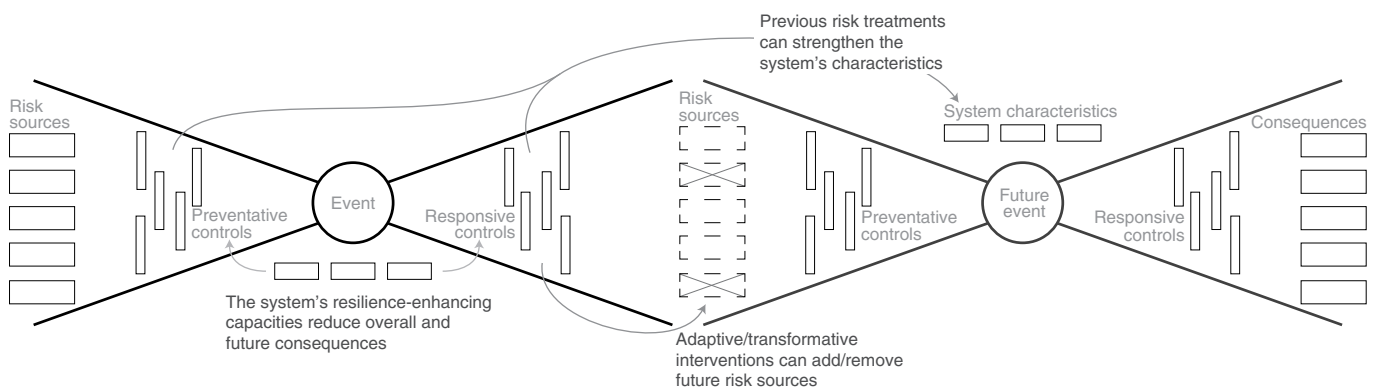 Previous risk treatments
can strengthen the
system's characteristics
Risk
sources
Preventative
controls
Event
Responsive
controls
The system's resilience-enhancing
capacities reduce overall and
future consequences
Risk
sources
Adaptive/transformative
interventions can add/remove
future risk sources
Preventative
controls
System characteristics
Future
event
Responsive
controls
Consequences